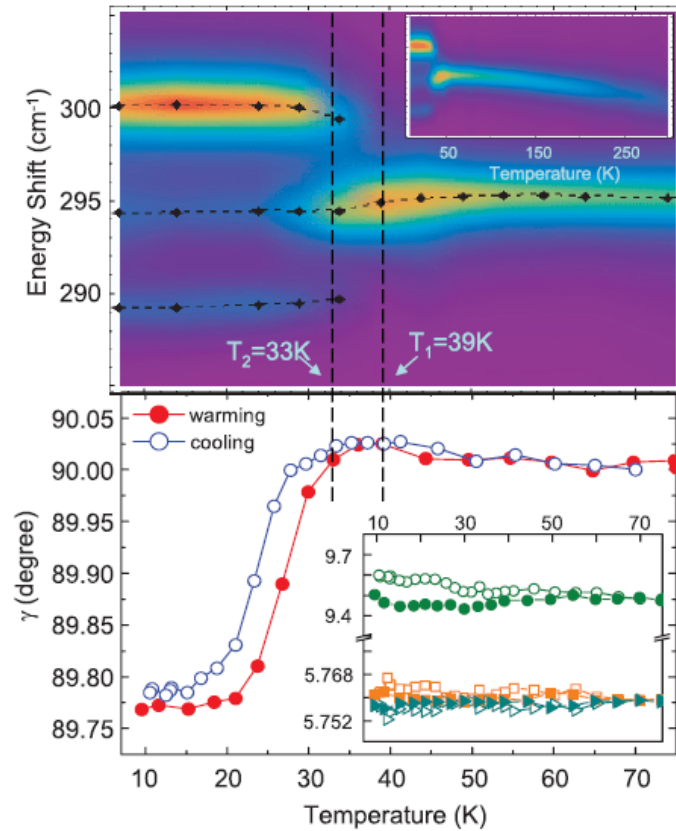 300
295
290
Energy Shift (cm⁻¹)
50 150 250
Temperature (K)
T₂=33K
T₁=39K
90.05
90.00
89.95
89.90
89.85
89.80
89.75
γ (degree)
warming
cooling
10 30 50 70
9.7
9.4
5.768
5.752
10 20 30 40 50 60 70
Temperature (K)